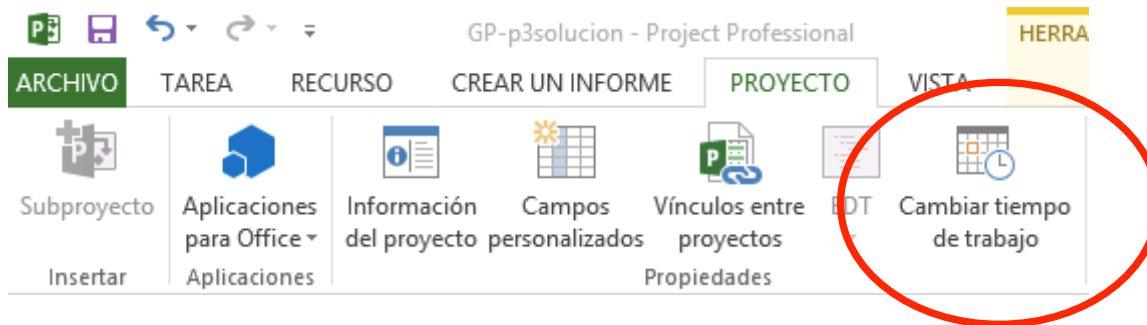 GP-p3solucion - Project Professional
HERRA
ARCHIVO TAREA RECURSO CREAR UN INFORME PROYECTO VISTA
Subproyecto Aplicaciones Información Campos Vínculos entre EDT Cambiar tiempo
para Office del proyecto personalizados proyectos de trabajo
Insertar Aplicaciones Propiedades